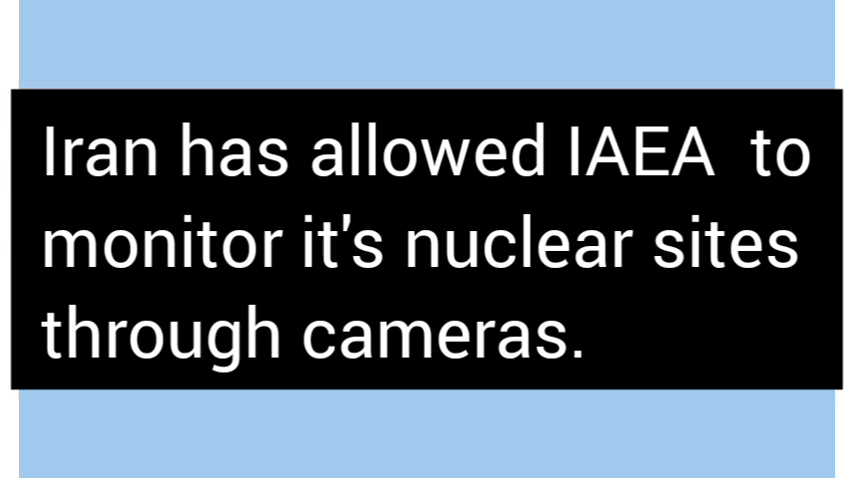 Iran has allowed IAEA  to
monitor it's nuclear sites
through cameras.